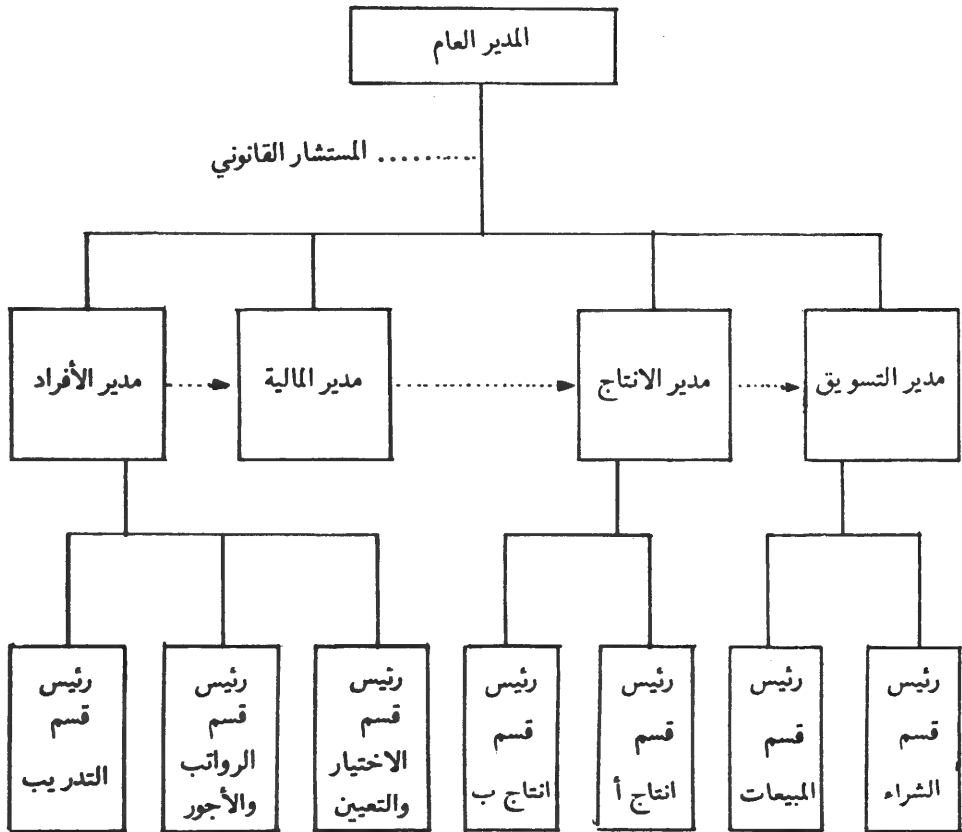 المدير العام
المستشار القانوني ..........
مدير التسويق
مدير الانتاج
مدير المالية
مدير الأفراد
رئيس
قسم
الشراء
رئيس
قسم
المبيعات
رئيس
قسم
انتاج أ
رئيس
قسم
انتاج ب
رئيس
قسم
الاختيار
والتعيين
رئيس
قسم
الرواتب
والأجور
رئيس
قسم
التدريب